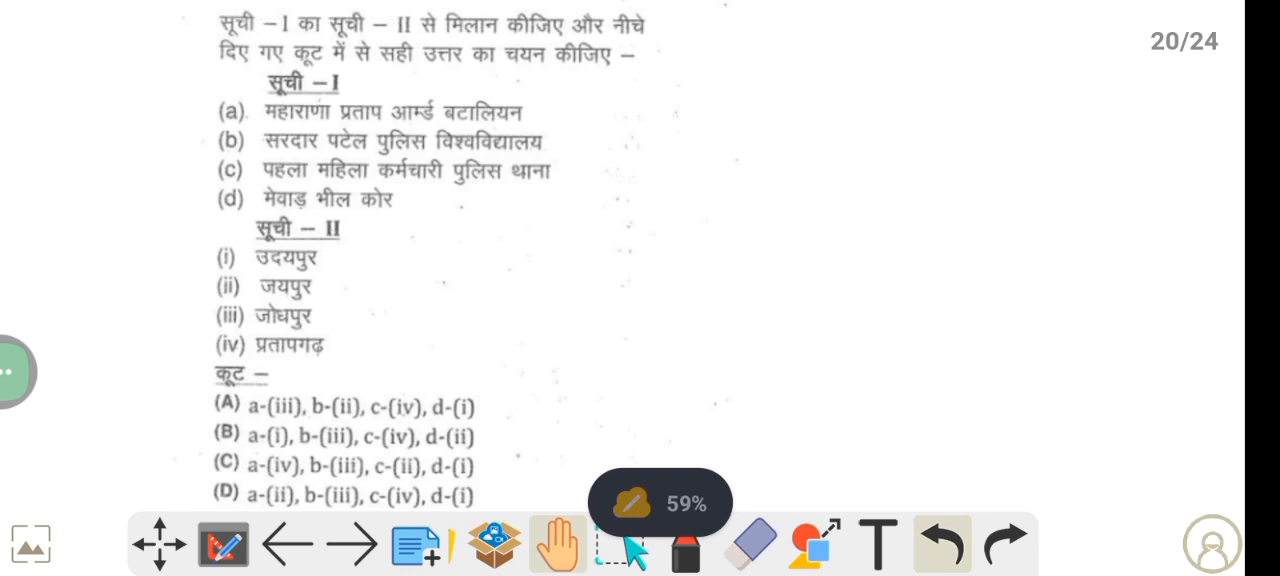 सूची –I का सूची – II से मिलान कीजिए और नीचे
दिए गए कूट में से सही उत्तर का चयन कीजिए –
सूची –I
(a). महाराणा प्रताप आर्म्ड बटालियन
(b) सरदार पटेल पुलिस विश्वविद्यालय
(c) पहला महिला कर्मचारी पुलिस थाना
(d) मेवाड़ भील कोर
सूची – II
(i) उदयपुर
(ii) जयपुर
(iii) जोधपुर
(iv) प्रतापगढ़
कूट –
(A) a-(iii), b-(ii), c-(iv), d-(i)
(B) a-(i), b-(iii), c-(iv), d-(ii)
(C) a-(iv), b-(iii), c-(ii), d-(i)
(D) a-(ii), b-(iii), c-(iv), d-(i)
20/24
59%
T